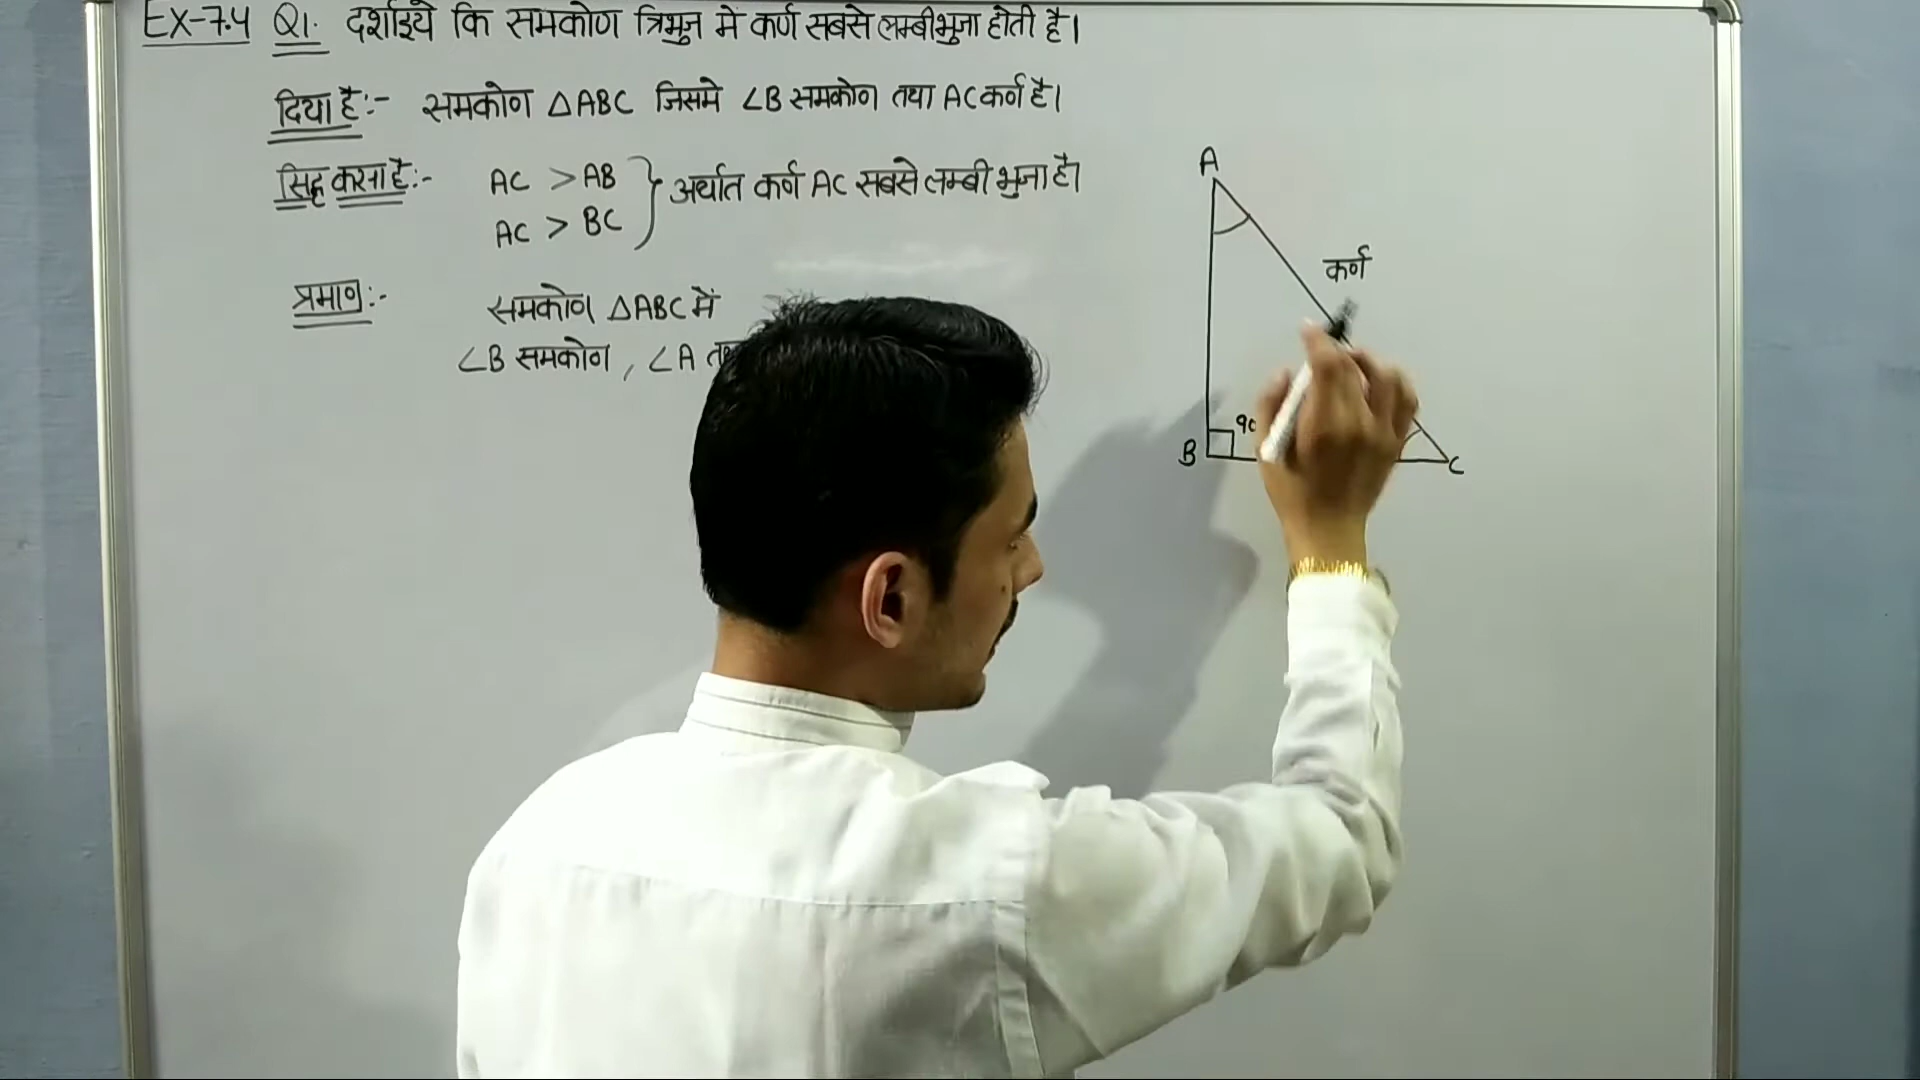 EX-7.4 Q1. दर्शाइये कि समकोण त्रिभुज मे कर्ण सबसे लम्बी भुजा होती है।
दिया है:- समकोण △ABC जिसमे ∠B समकोण तथा AC कर्ण है।
सिद्ध करना है:- AC > AB
AC > BC } अर्थात कर्ण AC सबसे लम्बी भुजा है।
प्रमाण:- समकोण △ABC में
∠B समकोण , ∠A
A
कर्ण
B
C